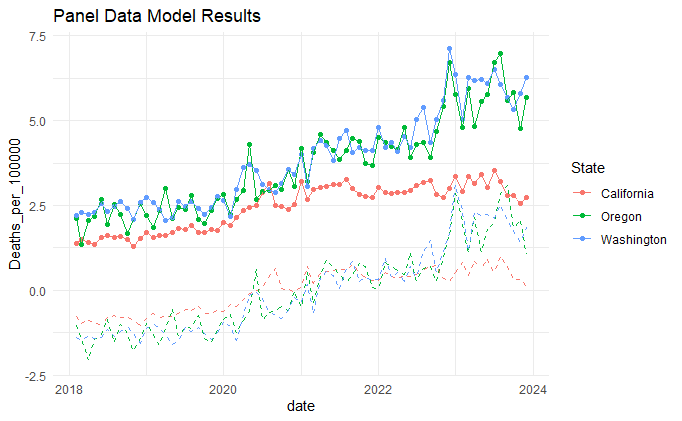 Panel Data Model Results
7.5
5.0
2.5
0.0
-2.5
Deaths_per_100000
2018
2020
2022
2024
date
State
California
Oregon
Washington